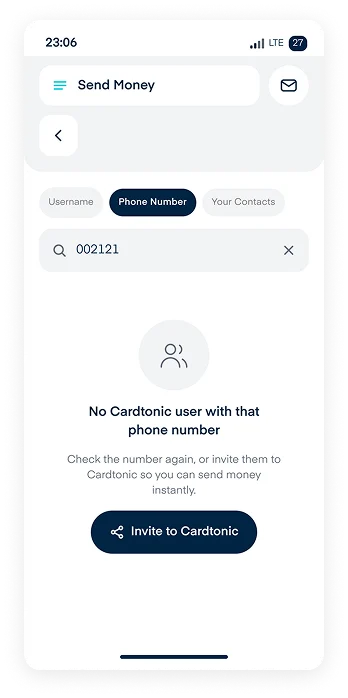 23:06
LTE 27
Send Money
Username Phone Number Your Contacts
002121
No Cardtonic user with that
phone number
Check the number again, or invite them to
Cardtonic so you can send money
instantly.
Invite to Cardtonic